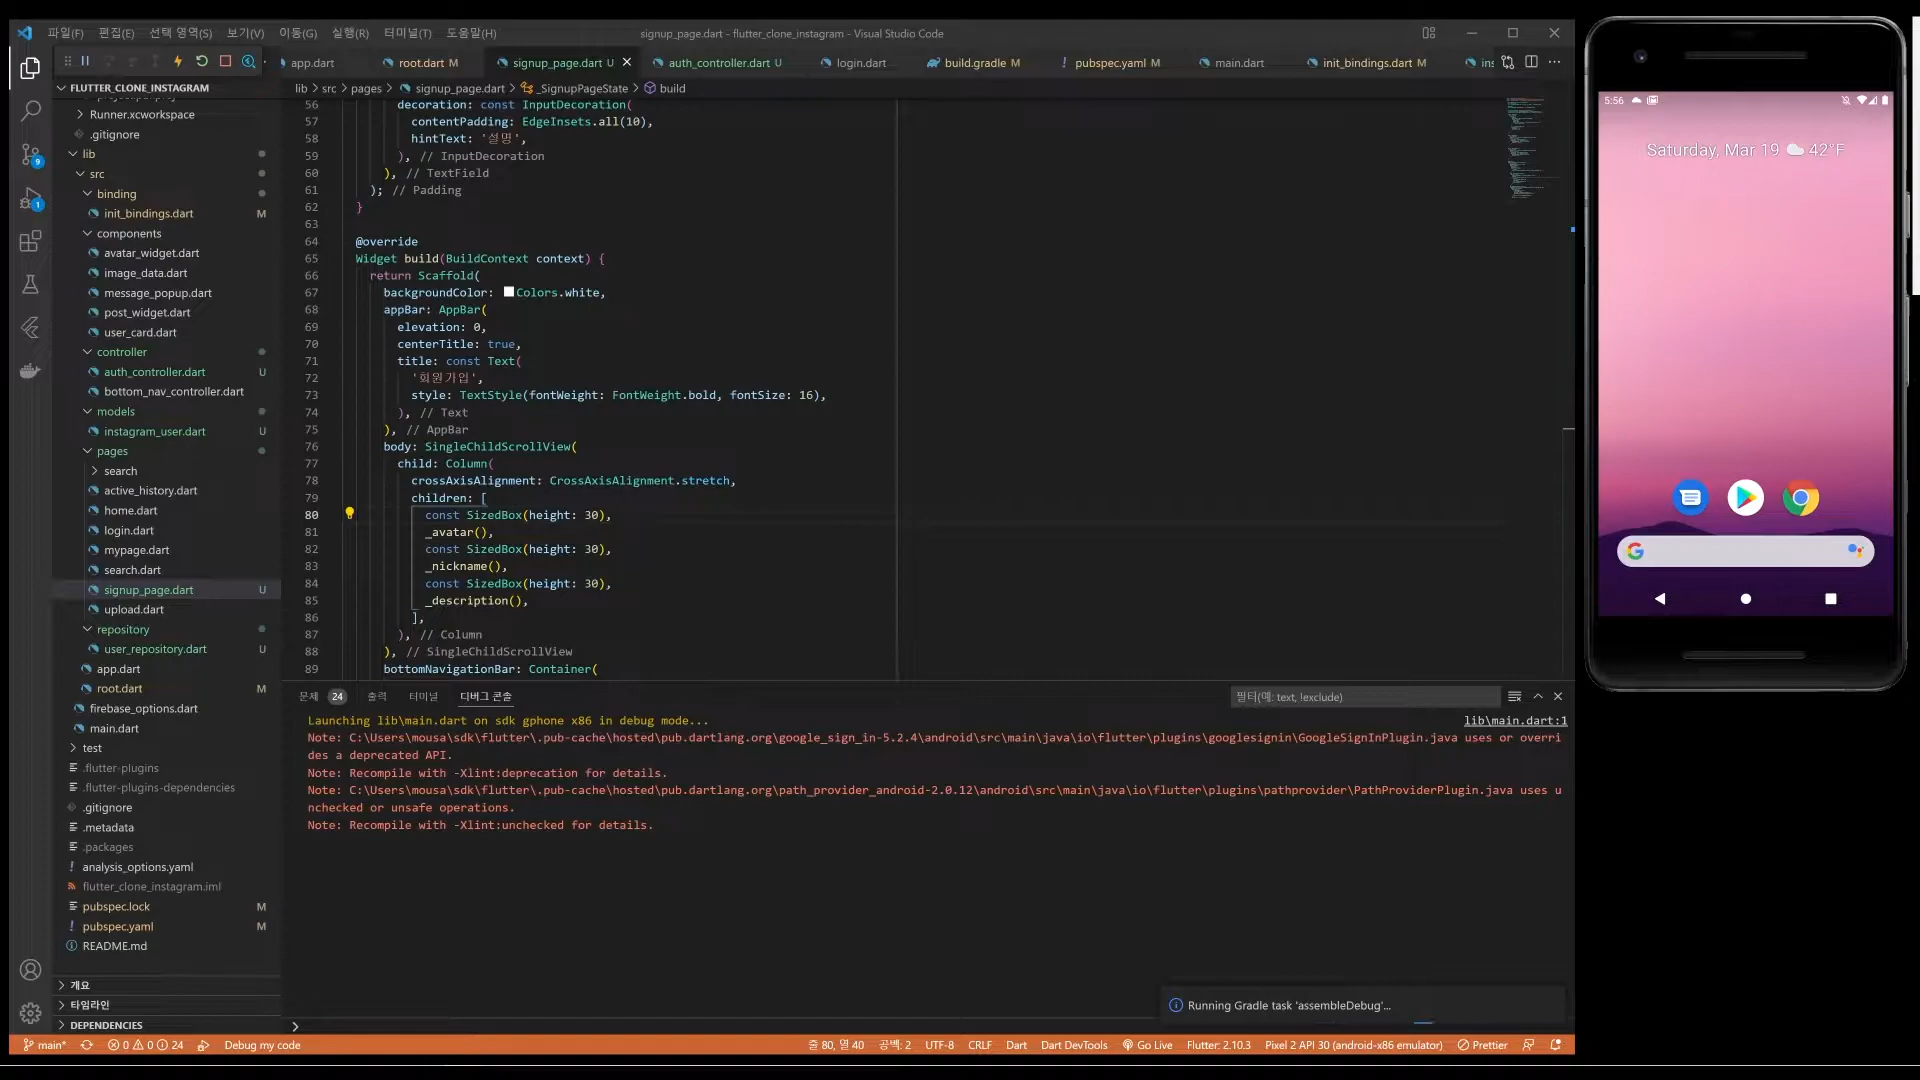 파일(F) 편집(E) 선택 영역(S) 보기(V) 이동(G) 실행(R) 터미널(T) 도움말(H)
signup_page.dart - flutter_clone_instagram - Visual Studio Code
app.dart root.dart M signup_page.dart U auth_controller.dart U login.dart build.gradle M pubspec.yaml M main.dart init_bindings.dart M ins
lib > src > pages > signup_page.dart > _SignupPageState > build
FLUTTER_CLONE_INSTAGRAM
Runner.xcworkspace
.gitignore
lib
src
binding
init_bindings.dart M
components
avatar_widget.dart
image_data.dart
message_popup.dart
post_widget.dart
user_card.dart
controller
auth_controller.dart U
bottom_nav_controller.dart
models
instagram_user.dart U
pages
search
active_history.dart
home.dart
login.dart
mypage.dart
search.dart
signup_page.dart U
upload.dart
repository
user_repository.dart U
app.dart
root.dart M
firebase_options.dart
main.dart
test
.flutter-plugins
.flutter-plugins-dependencies
.gitignore
.metadata
.packages
analysis_options.yaml
flutter_clone_instagram.iml
pubspec.lock M
pubspec.yaml M
README.md
개요
타임라인
DEPENDENCIES
9
1
56 decoration: const InputDecoration(
57 contentPadding: EdgeInsets.all(10),
58 hintText: '설명',
59 ), // InputDecoration
60 ), // TextField
61 ); // Padding
62 }
63
64 @override
65 Widget build(BuildContext context) {
66 return Scaffold(
67 backgroundColor: Colors.white,
68 appBar: AppBar(
69 elevation: 0,
70 centerTitle: true,
71 title: const Text(
72 '회원가입',
73 style: TextStyle(fontWeight: FontWeight.bold, fontSize: 16),
74 ), // Text
75 ), // AppBar
76 body: SingleChildScrollView(
77 child: Column(
78 crossAxisAlignment: CrossAxisAlignment.stretch,
79 children: [
80 const SizedBox(height: 30),
81 _avatar(),
82 const SizedBox(height: 30),
83 _nickname(),
84 const SizedBox(height: 30),
85 _description(),
86 ],
87 ), // Column
88 ), // SingleChildScrollView
89 bottomNavigationBar: Container(
문제 24 출력 터미널 디버그 콘솔
필터(예: text, !exclude)
Launching lib\main.dart on sdk gphone x86 in debug mode...
lib\main.dart:1
Note: C:\Users\mousa\sdk\flutter\.pub-cache\hosted\pub.dartlang.org\google_sign_in-5.2.4\android\src\main\java\io\flutter\plugins\googlesignin\GoogleSignInPlugin.java uses or overri
des a deprecated API.
Note: Recompile with -Xlint:deprecation for details.
Note: C:\Users\mousa\sdk\flutter\.pub-cache\hosted\pub.dartlang.org\path_provider_android-2.0.12\android\src\main\java\io\flutter\plugins\pathprovider\PathProviderPlugin.java uses u
nchecked or unsafe operations.
Note: Recompile with -Xlint:unchecked for details.
Running Gradle task 'assembleDebug'...
main* 0 0 24 Debug my code
줄 80, 열 40 공백: 2 UTF-8 CRLF Dart Dart DevTools Go Live Flutter: 2.10.3 Pixel 2 API 30 (android-x86 emulator) Prettier
5:56
Saturday, Mar 19 42°F